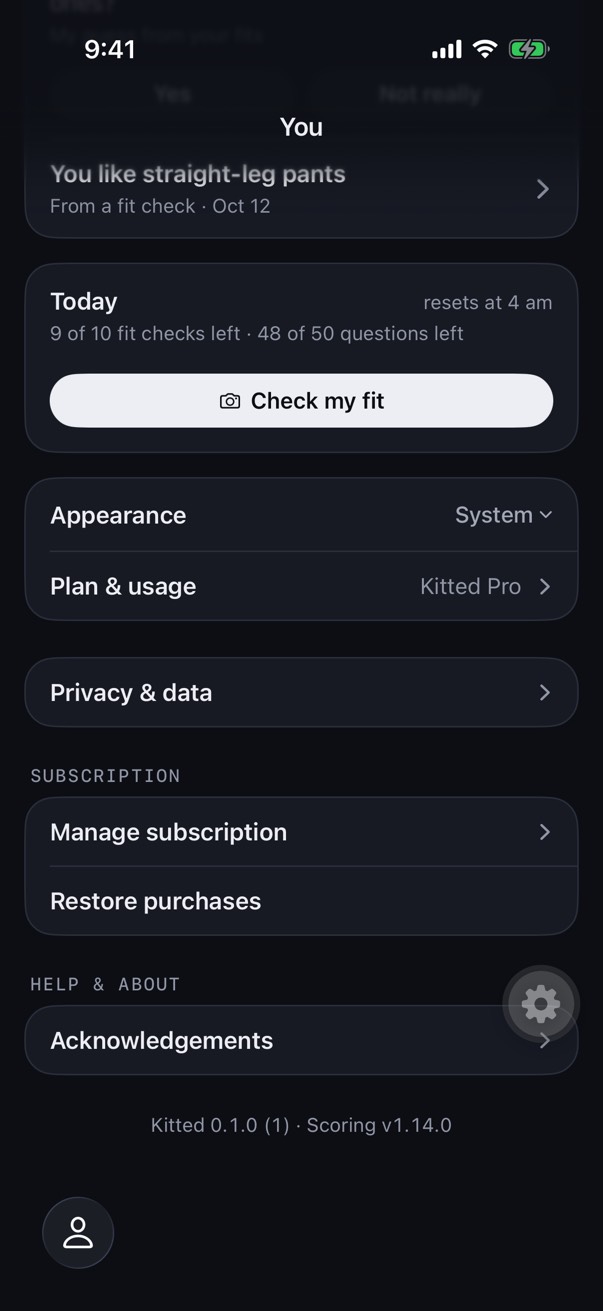 9:41
Yes
Not really
You
You like straight-leg pants
From a fit check · Oct 12
Today
resets at 4 am
9 of 10 fit checks left · 48 of 50 questions left
Check my fit
Appearance
System
Plan & usage
Kitted Pro
Privacy & data
SUBSCRIPTION
Manage subscription
Restore purchases
HELP & ABOUT
Acknowledgements
Kitted 0.1.0 (1) · Scoring v1.14.0